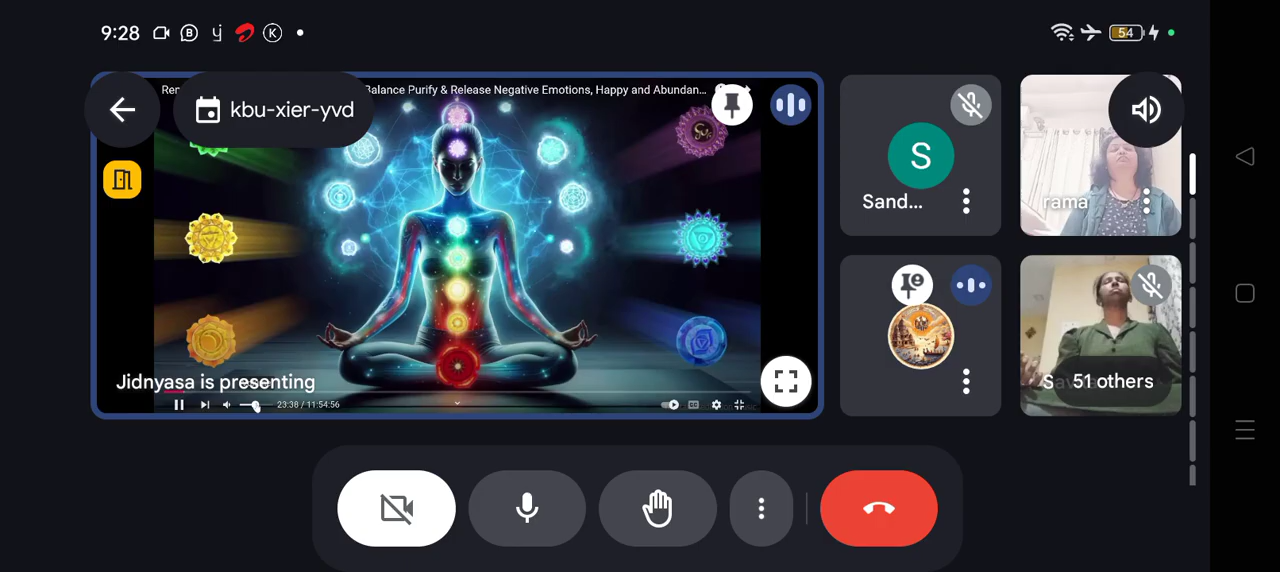 9:28
54
Balance Purify & Release Negative Emotions, Happy and Abundan...
kbu-xier-yvd
Jidnyasa is presenting
23:38 / 11:54:56
S
Sand...
rama
51 others